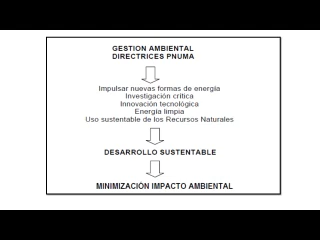 GESTION AMBIENTAL
DIRECTRICES PNUMA
Impulsar nuevas formas de energía
Investigación crítica
Innovación tecnológica
Energía limpia
Uso sustentable de los Recursos Naturales
DESARROLLO SUSTENTABLE
MINIMIZACIÓN IMPACTO AMBIENTAL